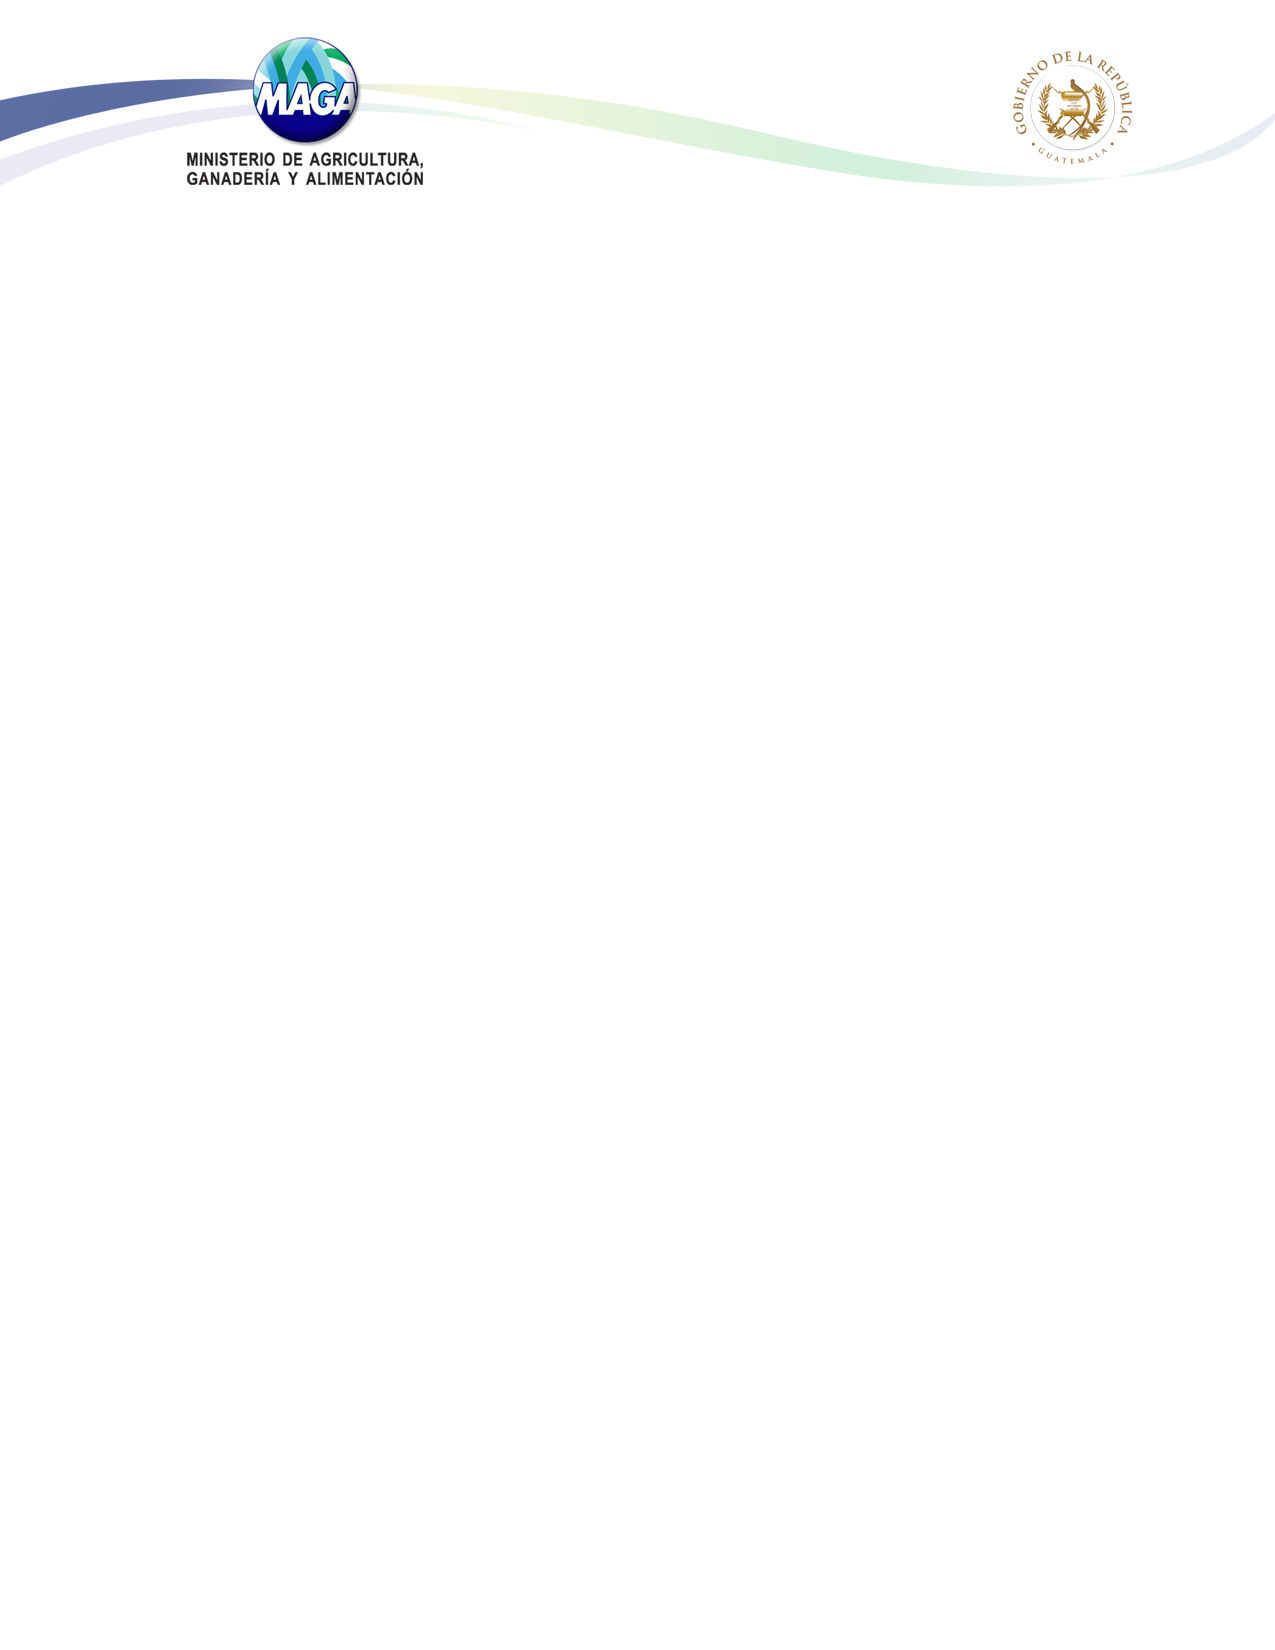 MAGA
MINISTERIO DE AGRICULTURA,
GANADERÍA Y ALIMENTACIÓN
GOBIERNO DE LA REPÚBLICA
• GUATEMALA •